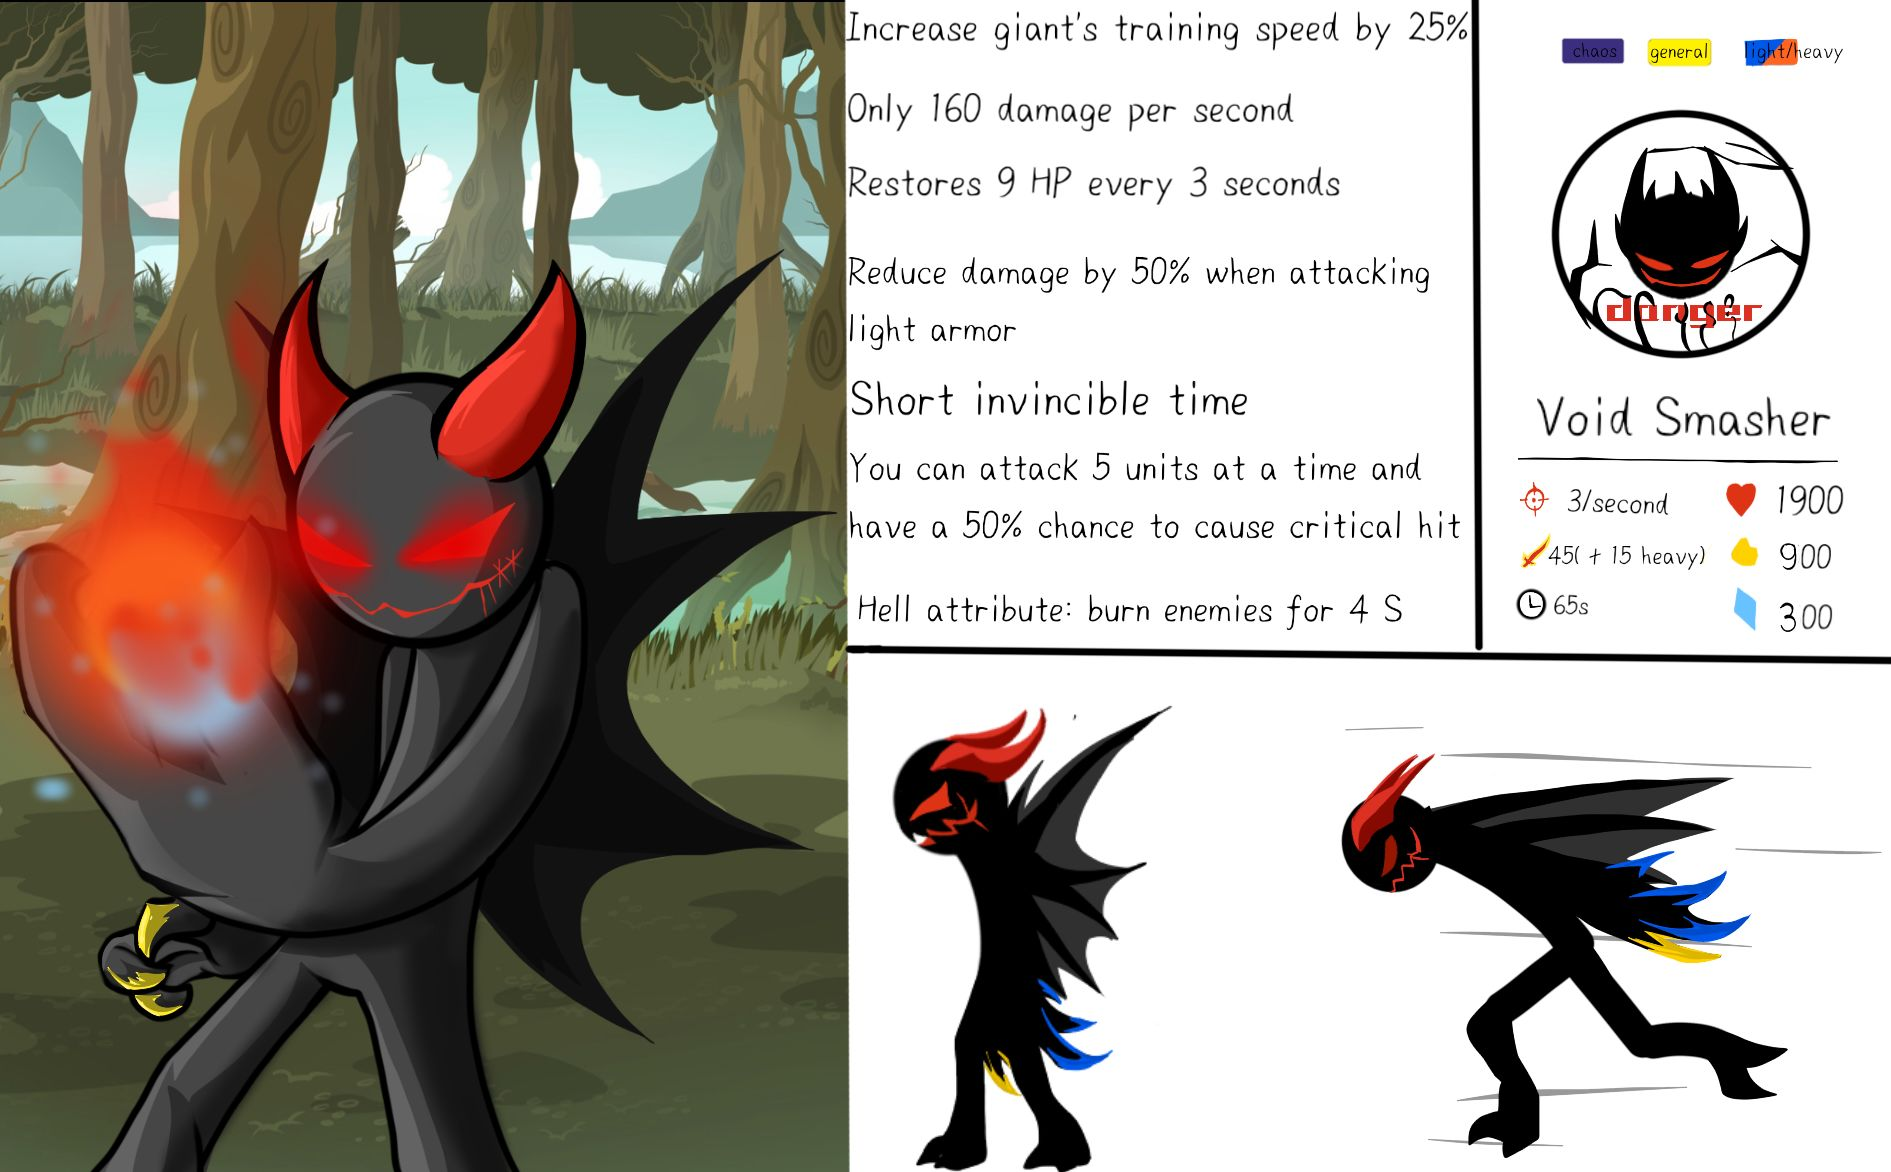 Increase giant's training speed by 25%
Only 160 damage per second
Restores 9 HP every 3 seconds
Reduce damage by 50% when attacking
light armor
Short invincible time
You can attack 5 units at a time and
have a 50% chance to cause critical hit
Hell attribute: burn enemies for 4 S
chaos general light/heavy
danger
Void Smasher
3/second 1900
45( + 15 heavy) 900
65s 300